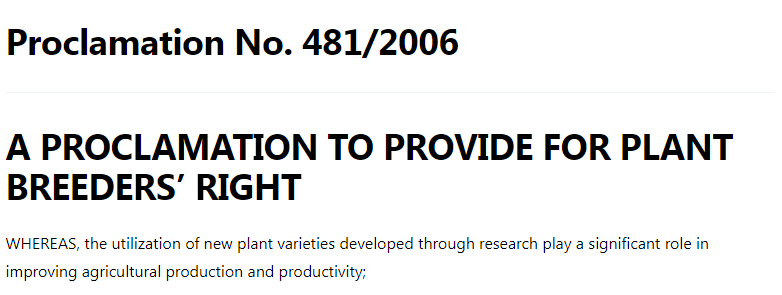 Proclamation No. 481/2006
A PROCLAMATION TO PROVIDE FOR PLANT
BREEDERS’ RIGHT
WHEREAS, the utilization of new plant varieties developed through research play a significant role in
improving agricultural production and productivity;